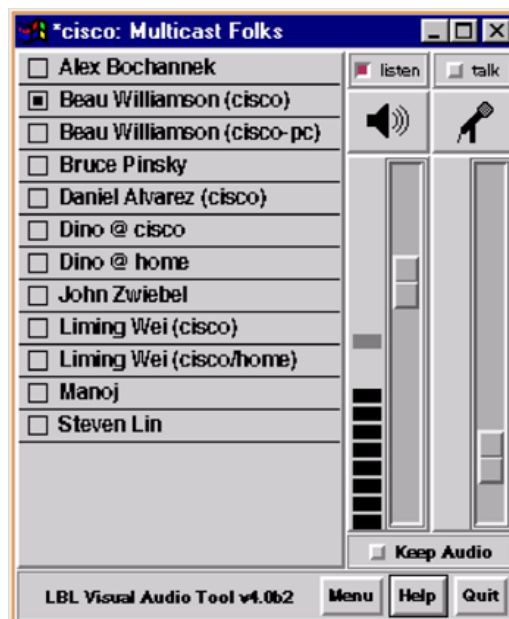 *cisco: Multicast Folks
Alex Bochannek
listen
talk
Beau Williamson (cisco)
Beau Williamson (cisco-pc)
Bruce Pinsky
Daniel Alvarez (cisco)
Dino @ cisco
Dino @ home
John Zwiebel
Liming Wei (cisco)
Liming Wei (cisco/home)
Manoj
Steven Lin
Keep Audio
LBL Visual Audio Tool v4.0b2
Menu
Help
Quit